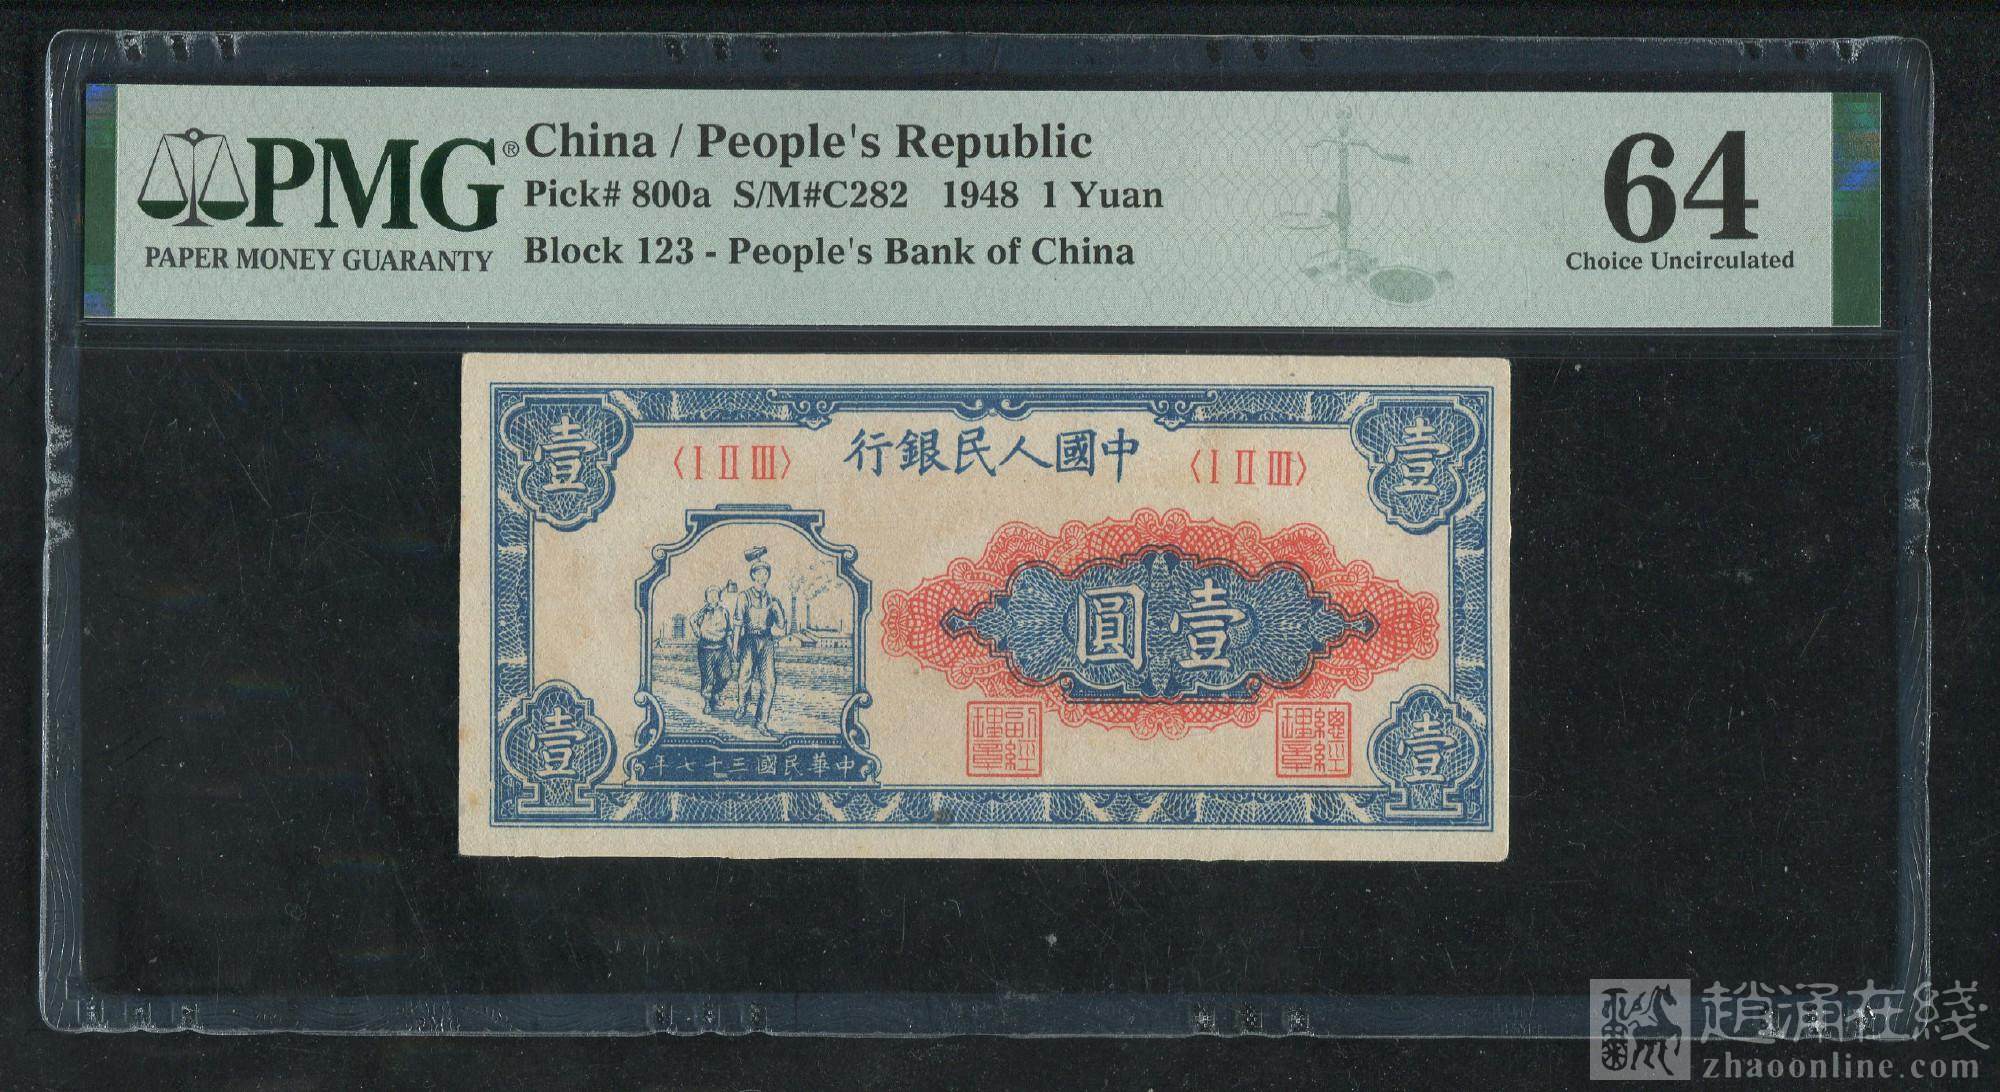 PMG®
PAPER MONEY GUARANTY
China / People's Republic
Pick# 800a S/M#C282 1948 1 Yuan
Block 123 - People's Bank of China
64
Choice Uncirculated
壹
壹
〈I II III〉
行銀民人國中
〈I II III〉
圓壹
年七十三國民華中
副經理章
總經理章
壹
壹
趙涌在綫
zhaoonline.com